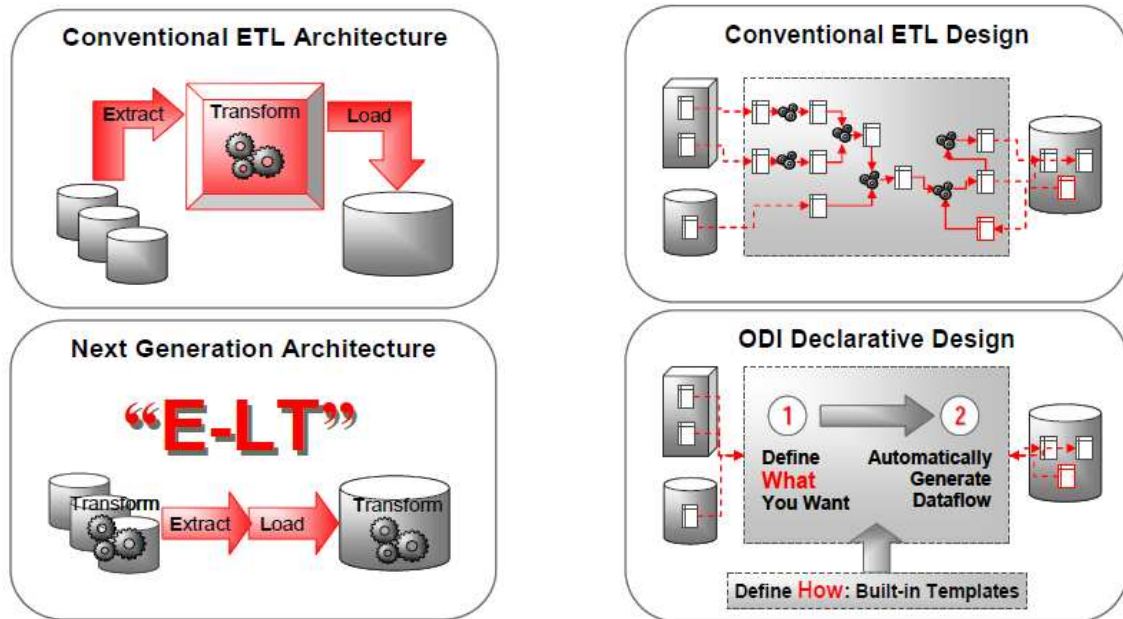 Conventional ETL Architecture
Extract
Transform
Load
Conventional ETL Design
Next Generation Architecture
“E-LT”
Transform
Extract
Load
Transform
ODI Declarative Design
1
2
Define
What
You Want
Automatically
Generate
Dataflow
Define How: Built-in Templates